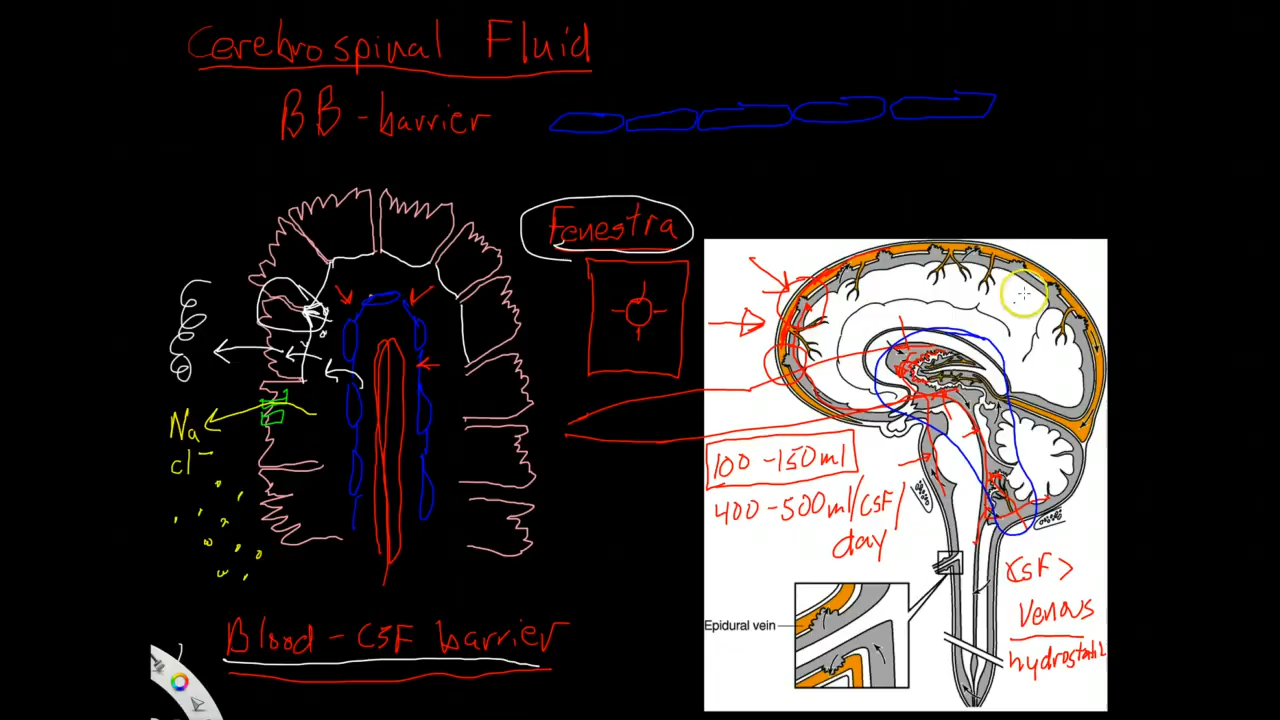 Cerebrospinal Fluid
BB-barrier
Fenestra
Na
cl-
100-150ml
400-500ml/CSF/
day
CSF >
Venous
hydrostatic
Epidural vein
Blood-CSF barrier